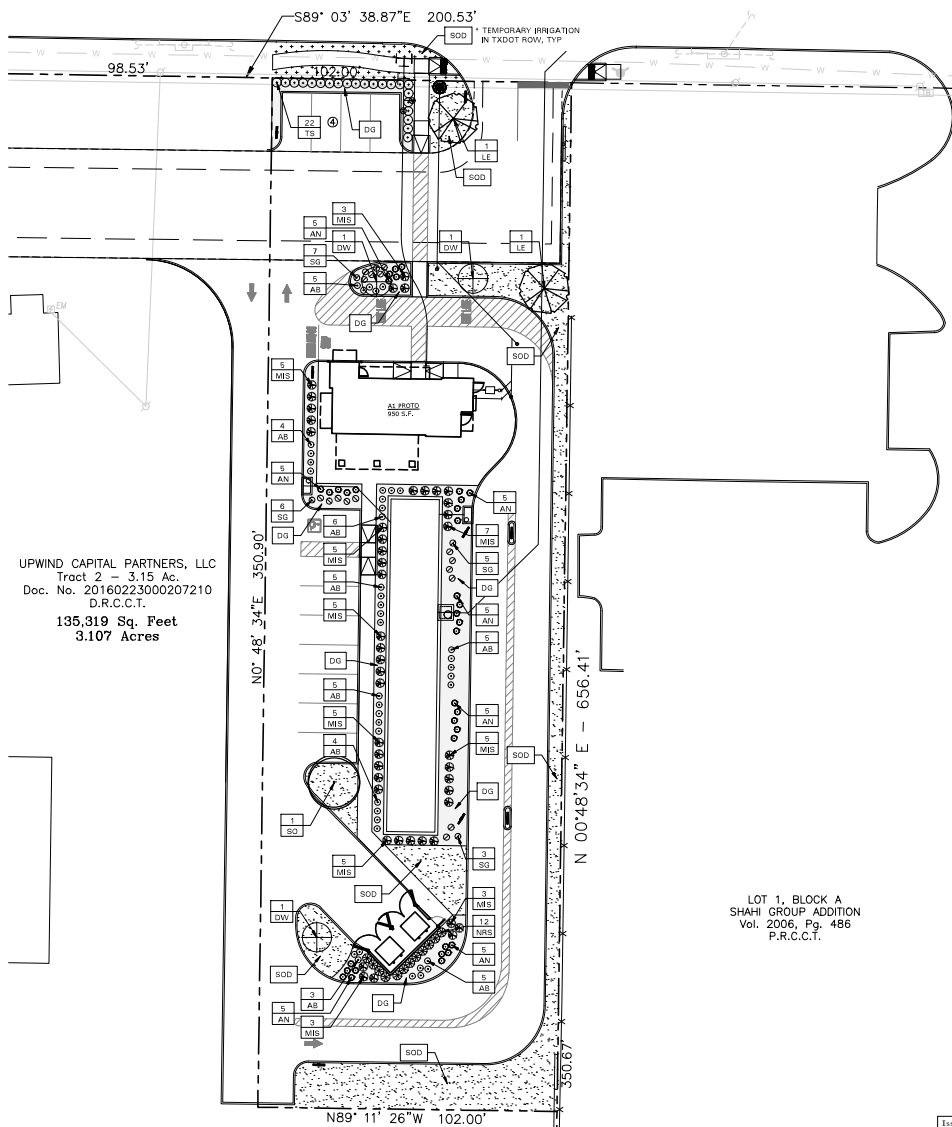 S89° 03' 38.87"E 200.53'
SOD
* TEMPORARY IRRIGATION
IN TXDOT ROW, TYP
98.53'
102.00'
22
TS
4
DG
1
LE
SOD
3
MIS
5
AN
1
DW
7
SG
5
AB
1
DW
1
LE
DG
SOD
EM
5
MIS
A1 PROTO
950 S.F.
4
AB
5
AN
6
SG
DG
5
AN
6
AB
7
MIS
5
MIS
5
SG
DG
5
AB
5
AN
5
MIS
5
AB
DG
5
AB
5
AN
5
MIS
5
MIS
4
AB
SOD
DG
1
SO
5
MIS
3
SG
SOD
UPWIND CAPITAL PARTNERS, LLC
Tract 2 – 3.15 Ac.
Doc. No. 20160223000207210
D.R.C.C.T.
135,319 Sq. Feet
3.107 Acres
N0° 48' 34"E 350.90'
N 00°48'34" E – 656.41'
LOT 1, BLOCK A
SHAHI GROUP ADDITION
Vol. 2006, Pg. 486
P.R.C.C.T.
1
DW
3
MIS
12
NRS
5
AN
SOD
5
AB
3
AB
DG
5
AN
3
MIS
SOD
350.67'
N89° 11' 26"W 102.00'